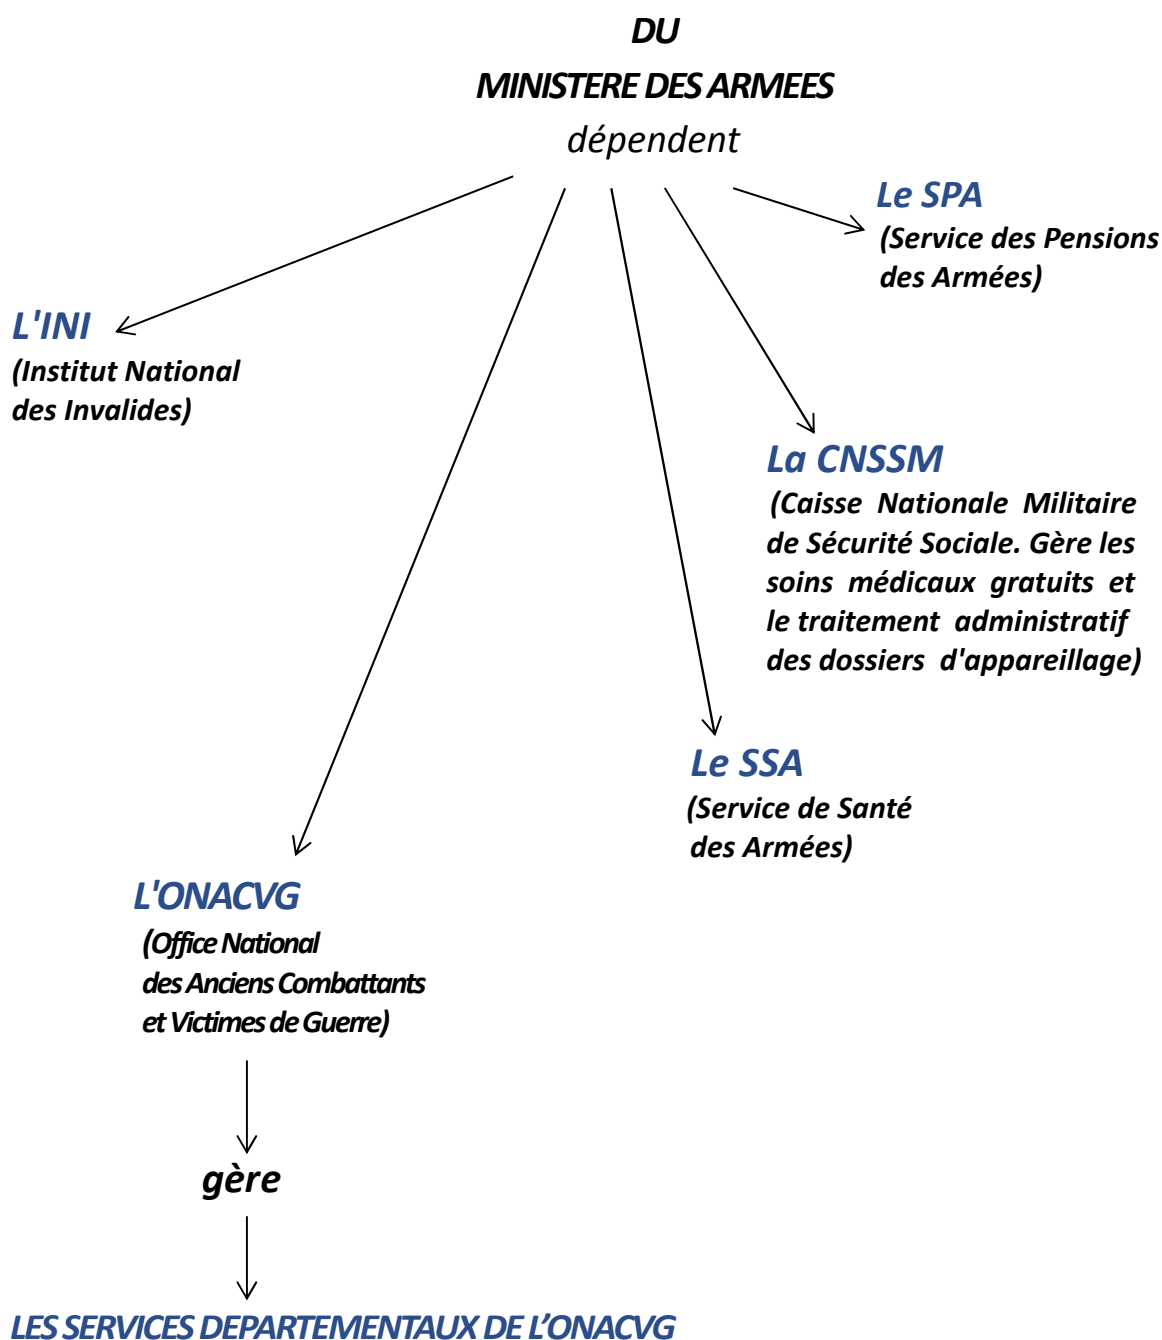 DU
MINISTERE DES ARMEES
dépendent
Le SPA
(Service des Pensions
des Armées)
L'INI
(Institut National
des Invalides)
La CNSSM
(Caisse Nationale Militaire
de Sécurité Sociale. Gère les
soins médicaux gratuits et
le traitement administratif
des dossiers d'appareillage)
Le SSA
(Service de Santé
des Armées)
L'ONACVG
(Office National
des Anciens Combattants
et Victimes de Guerre)
gère
LES SERVICES DEPARTEMENTAUX DE L’ONACVG